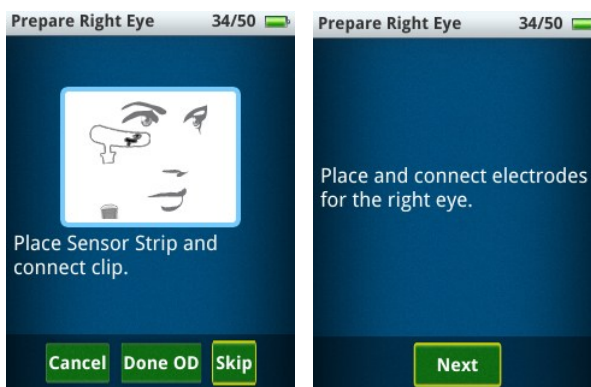 Prepare Right Eye 34/50
Place Sensor Strip and
connect clip.
Cancel Done OD Skip
Prepare Right Eye 34/50
Place and connect electrodes
for the right eye.
Next